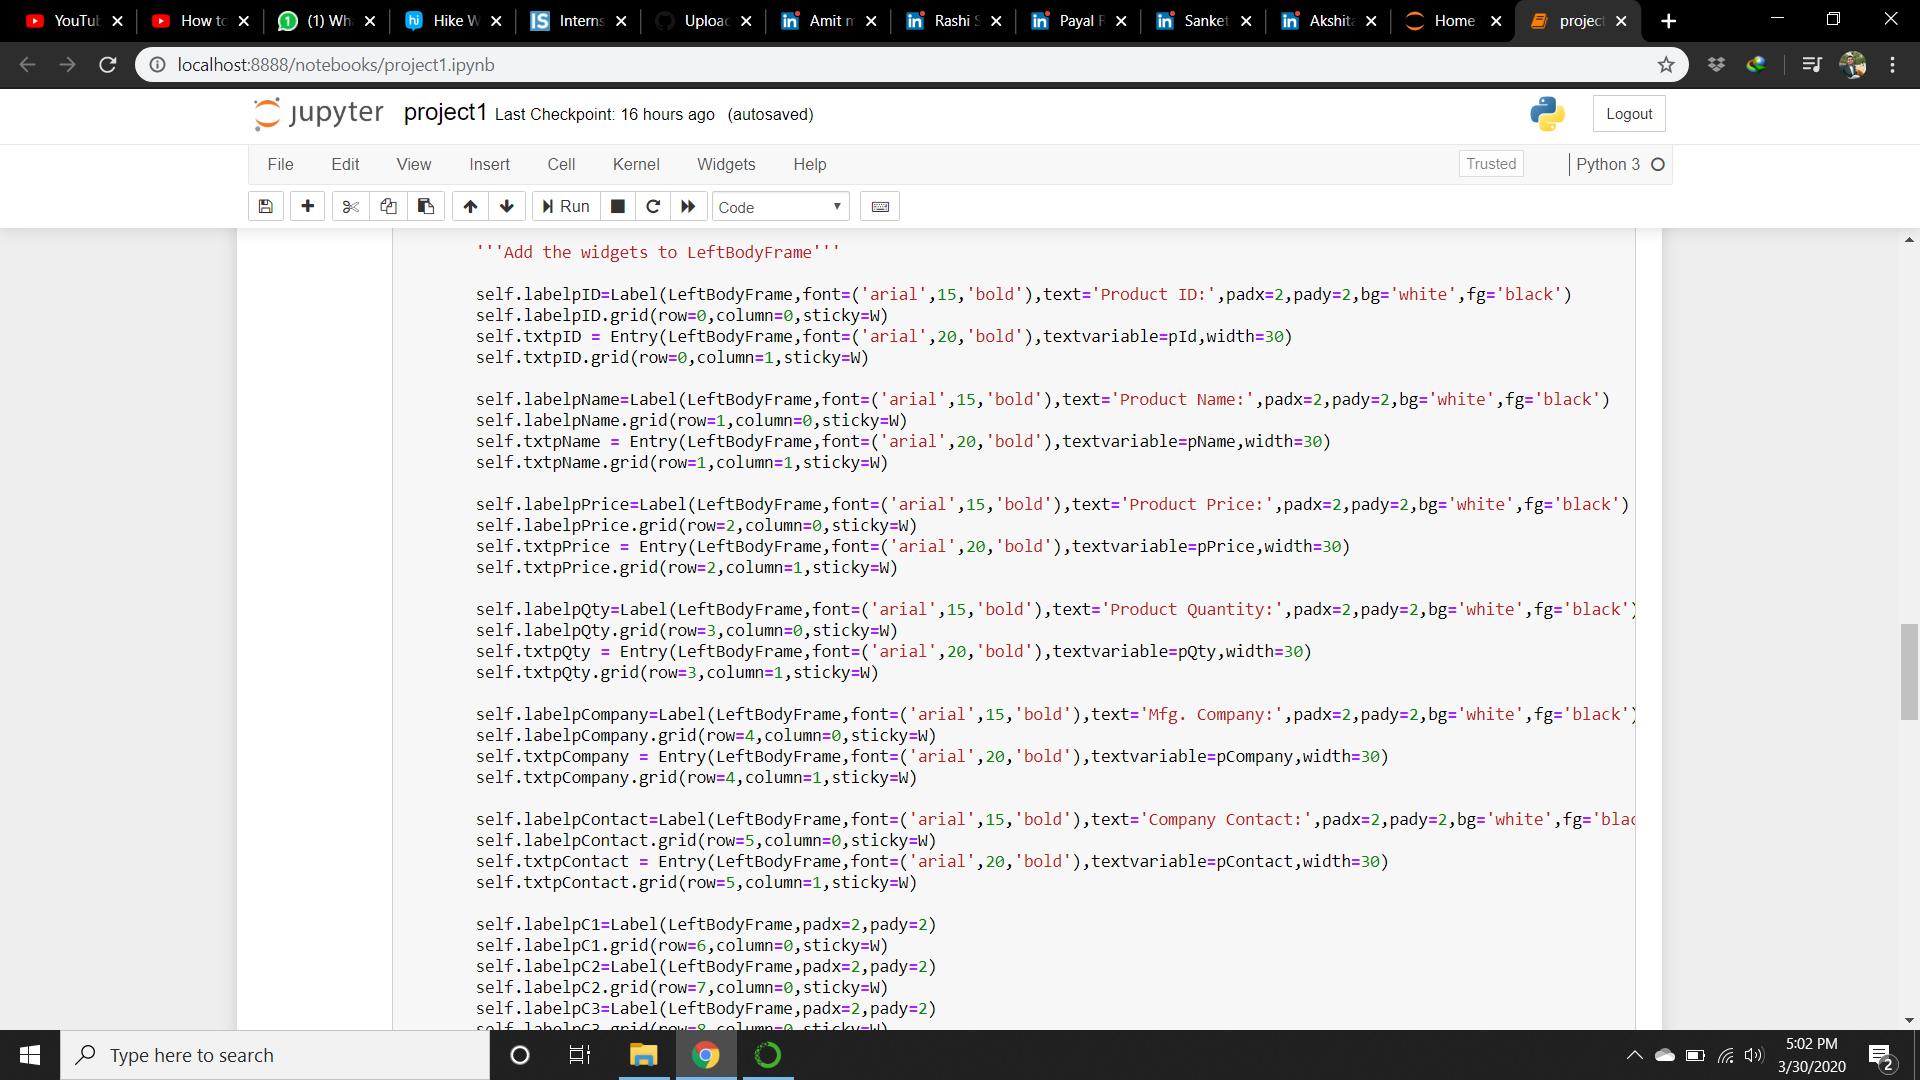 YouTub
How to
(1) Wh
Hike W
Interns
Uploac
Amit m
Rashi S
Payal R
Sanket
Akshita
Home
projec
localhost:8888/notebooks/project1.ipynb
jupyter project1 Last Checkpoint: 16 hours ago (autosaved)
Logout
File Edit View Insert Cell Kernel Widgets Help
Trusted
Python 3
Run
Code
'''Add the widgets to LeftBodyFrame'''
self.labelpID=Label(LeftBodyFrame,font=('arial',15,'bold'),text='Product ID:',padx=2,pady=2,bg='white',fg='black')
self.labelpID.grid(row=0,column=0,sticky=W)
self.txtpID = Entry(LeftBodyFrame,font=('arial',20,'bold'),textvariable=pId,width=30)
self.txtpID.grid(row=0,column=1,sticky=W)
self.labelpName=Label(LeftBodyFrame,font=('arial',15,'bold'),text='Product Name:',padx=2,pady=2,bg='white',fg='black')
self.labelpName.grid(row=1,column=0,sticky=W)
self.txtpName = Entry(LeftBodyFrame,font=('arial',20,'bold'),textvariable=pName,width=30)
self.txtpName.grid(row=1,column=1,sticky=W)
self.labelpPrice=Label(LeftBodyFrame,font=('arial',15,'bold'),text='Product Price:',padx=2,pady=2,bg='white',fg='black')
self.labelpPrice.grid(row=2,column=0,sticky=W)
self.txtpPrice = Entry(LeftBodyFrame,font=('arial',20,'bold'),textvariable=pPrice,width=30)
self.txtpPrice.grid(row=2,column=1,sticky=W)
self.labelpQty=Label(LeftBodyFrame,font=('arial',15,'bold'),text='Product Quantity:',padx=2,pady=2,bg='white',fg='black')
self.labelpQty.grid(row=3,column=0,sticky=W)
self.txtpQty = Entry(LeftBodyFrame,font=('arial',20,'bold'),textvariable=pQty,width=30)
self.txtpQty.grid(row=3,column=1,sticky=W)
self.labelpCompany=Label(LeftBodyFrame,font=('arial',15,'bold'),text='Mfg. Company:',padx=2,pady=2,bg='white',fg='black')
self.labelpCompany.grid(row=4,column=0,sticky=W)
self.txtpCompany = Entry(LeftBodyFrame,font=('arial',20,'bold'),textvariable=pCompany,width=30)
self.txtpCompany.grid(row=4,column=1,sticky=W)
self.labelpContact=Label(LeftBodyFrame,font=('arial',15,'bold'),text='Company Contact:',padx=2,pady=2,bg='white',fg='blac
self.labelpContact.grid(row=5,column=0,sticky=W)
self.txtpContact = Entry(LeftBodyFrame,font=('arial',20,'bold'),textvariable=pContact,width=30)
self.txtpContact.grid(row=5,column=1,sticky=W)
self.labelpC1=Label(LeftBodyFrame,padx=2,pady=2)
self.labelpC1.grid(row=6,column=0,sticky=W)
self.labelpC2=Label(LeftBodyFrame,padx=2,pady=2)
self.labelpC2.grid(row=7,column=0,sticky=W)
self.labelpC3=Label(LeftBodyFrame,padx=2,pady=2)
self.labelpC3.grid(row=8,column=0,sticky=W)
Type here to search
5:02 PM
3/30/2020
2